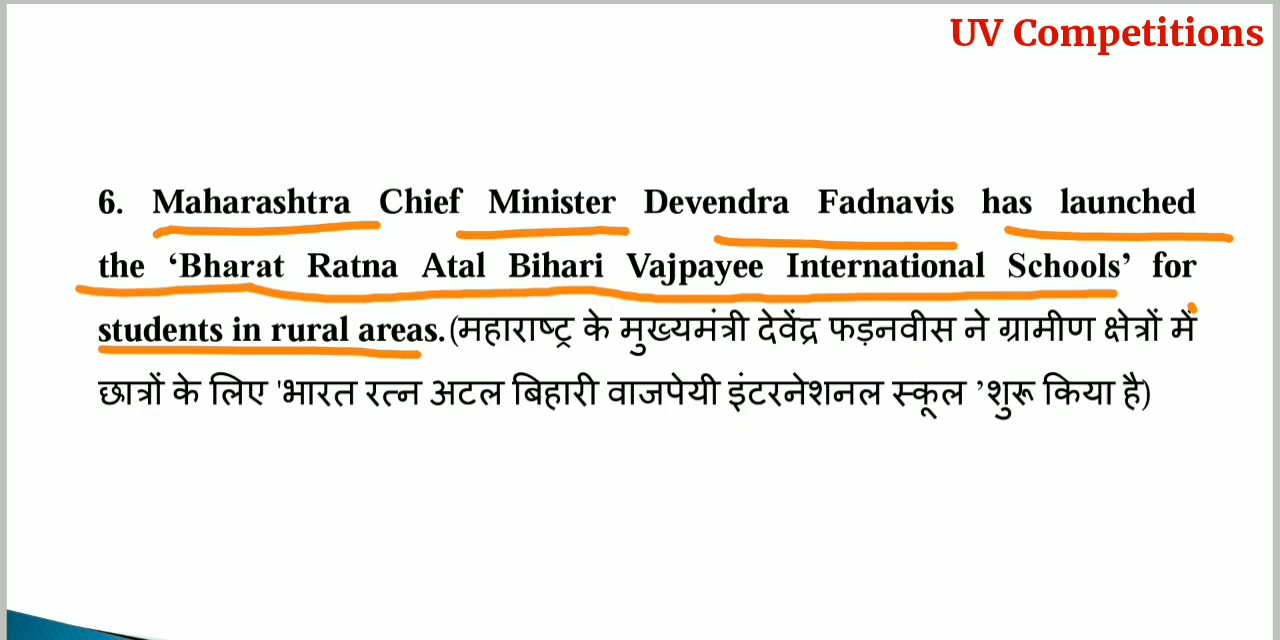 UV Competitions
6. Maharashtra Chief Minister Devendra Fadnavis has launched
the ‘Bharat Ratna Atal Bihari Vajpayee International Schools’ for
students in rural areas.(महाराष्ट्र के मुख्यमंत्री देवेंद्र फड़नवीस ने ग्रामीण क्षेत्रों में
छात्रों के लिए 'भारत रत्न अटल बिहारी वाजपेयी इंटरनेशनल स्कूल ’शुरू किया है)